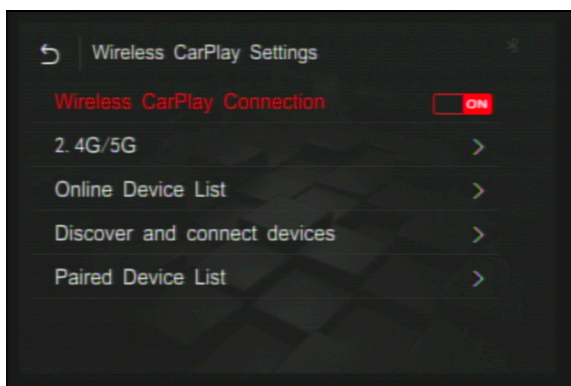 Wireless CarPlay Settings
Wireless CarPlay Connection ON
2.4G/5G
Online Device List
Discover and connect devices
Paired Device List